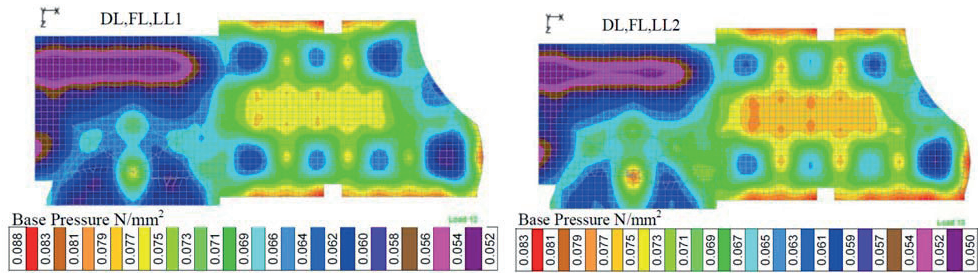 X
Z
DL,FL,LL1
X
Z
DL,FL,LL2
Base Pressure N/mm²
Load 10
Base Pressure N/mm²
Load 10
0.088 0.083 0.081 0.079 0.077 0.075 0.073 0.071 0.069 0.066 0.064 0.062 0.060 0.058 0.056 0.054 0.052
0.083 0.081 0.079 0.077 0.075 0.073 0.071 0.069 0.067 0.065 0.063 0.061 0.059 0.057 0.054 0.052